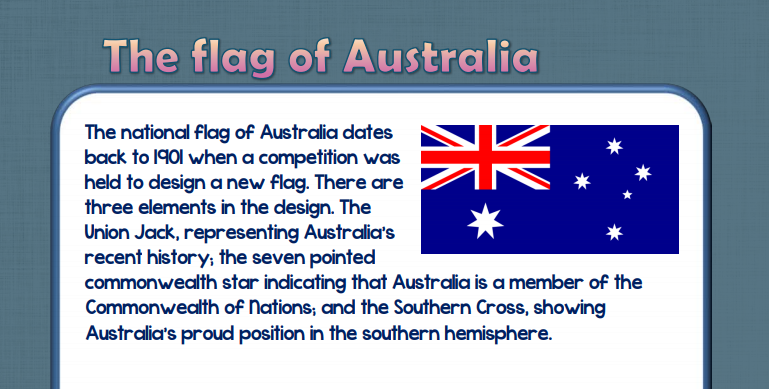 The flag of Australia
The national flag of Australia dates
back to 1901 when a competition was
held to design a new flag. There are
three elements in the design. The
Union Jack, representing Australia's
recent history; the seven pointed
commonwealth star indicating that Australia is a member of the
Commonwealth of Nations; and the Southern Cross, showing
Australia's proud position in the southern hemisphere.